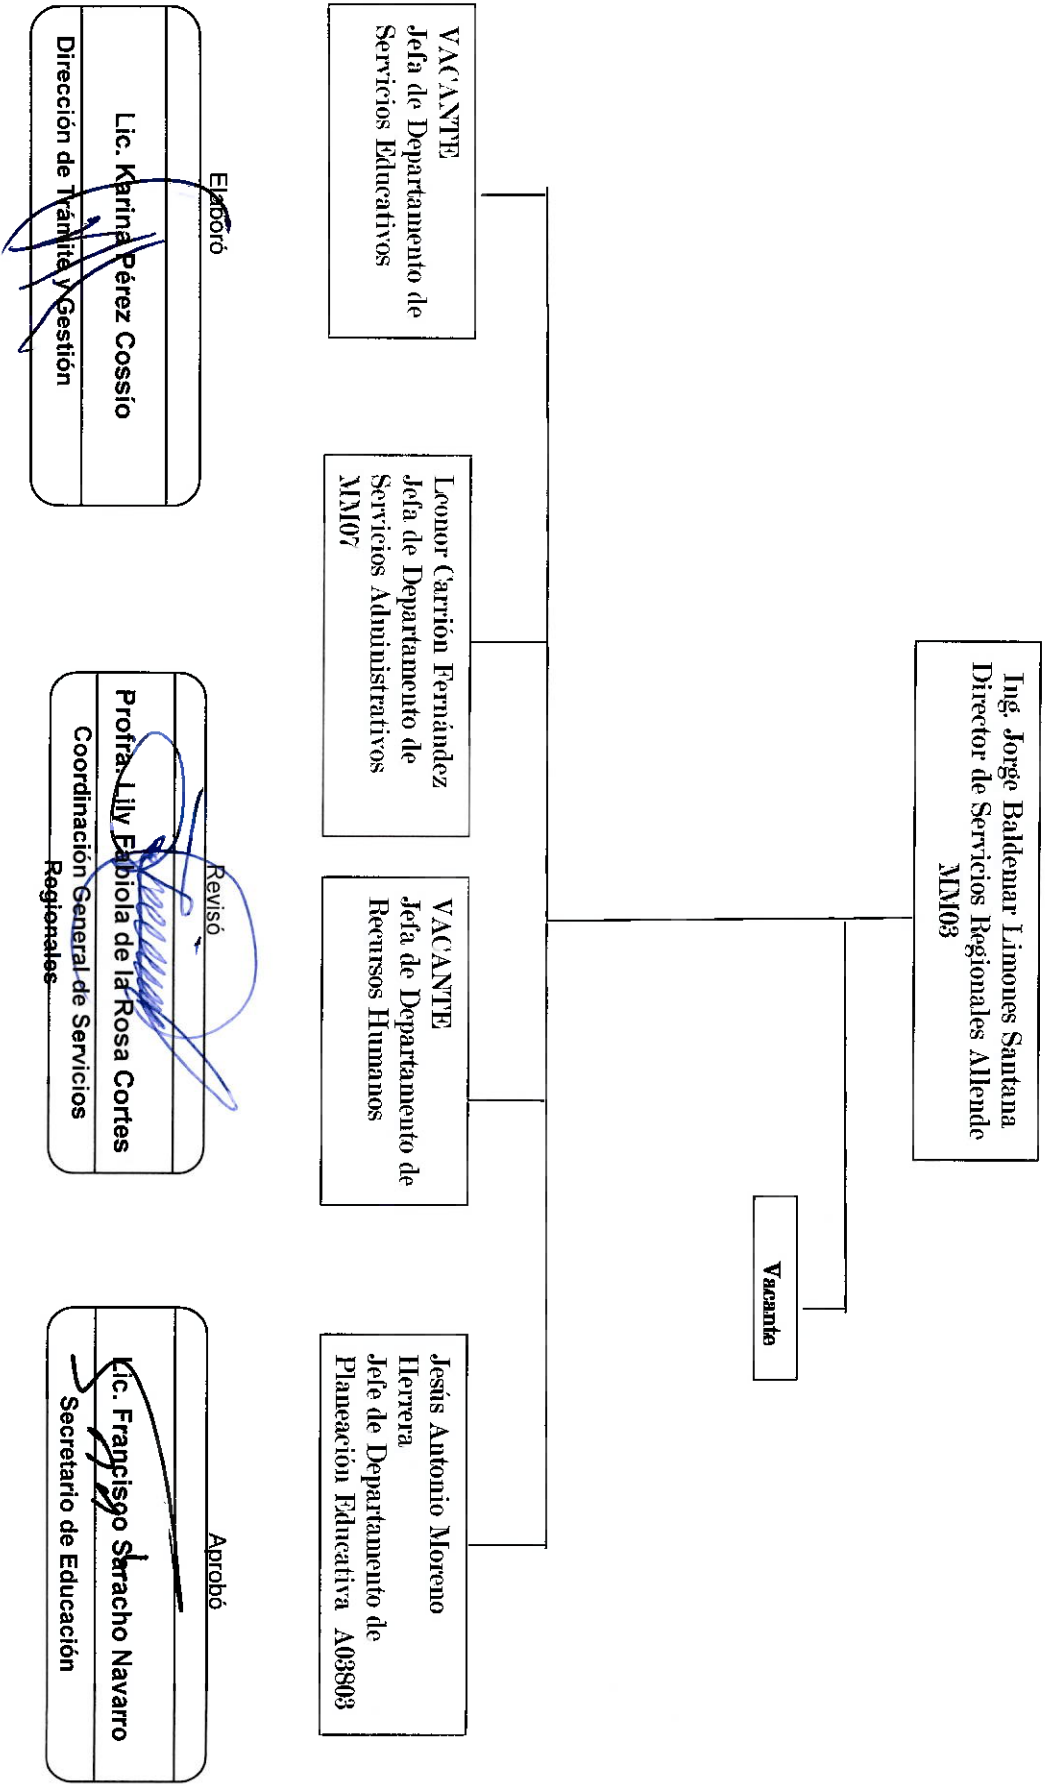 Ing. Jorge Baldemar Limones Santana
Director de Servicios Regionales Allende
MM03
Vacante
VACANTE
Jefa de Departamento de
Servicios Educativos
Leonor Carrión Fernández
Jefa de Departamento de
Servicios Administrativos
MM07
VACANTE
Jefa de Departamento de
Recursos Humanos
Jesús Antonio Moreno
Herrera
Jefe de Departamento de
Planeación Educativa A03803
Elaboró
Lic. Karina Pérez Cossío
Dirección de Trámite y Gestión
Revisó
Profra. Lily Fabiola de la Rosa Cortes
Coordinación General de Servicios
Regionales
Aprobó
Lic. Francisco Saracho Navarro
Secretario de Educación